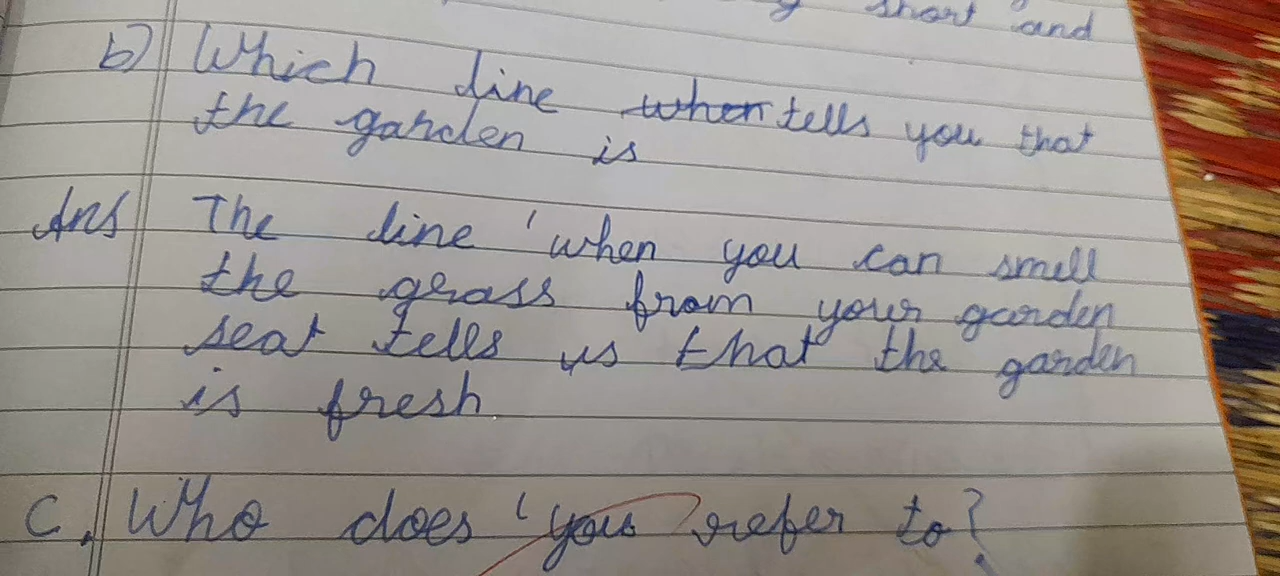 short and
b) Which line tells you that
the garden is
Ans The line 'when you can smell
the grass from your garden
seat tells us that the garden
is fresh.
C. Who does 'you' refer to?